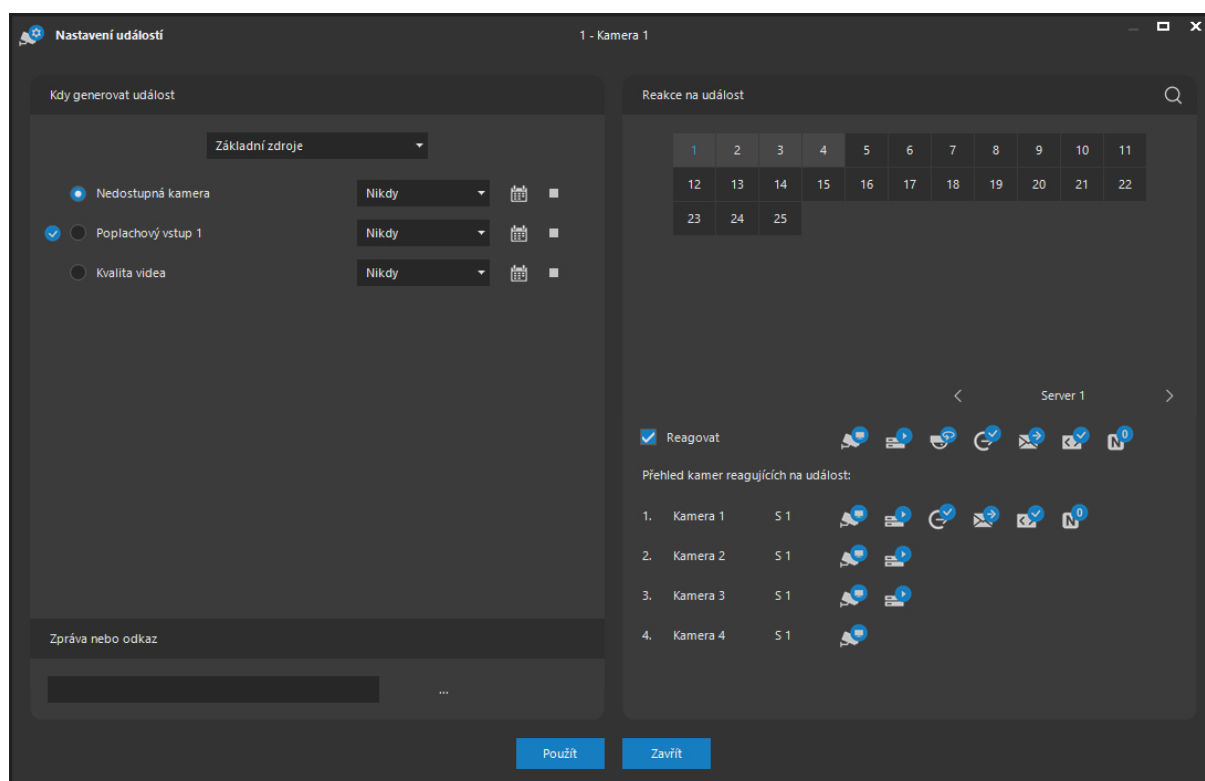 Nastavení událostí
1 - Kamera 1
Kdy generovat událost
Základní zdroje
Nedostupná kamera Nikdy
Poplachový vstup 1 Nikdy
Kvalita videa Nikdy
Zpráva nebo odkaz
...
Reakce na událost
1 2 3 4 5 6 7 8 9 10 11
12 13 14 15 16 17 18 19 20 21 22
23 24 25
Server 1
Reagovat N 0
Přehled kamer reagujících na událost:
1. Kamera 1 S 1 N 0
2. Kamera 2 S 1
3. Kamera 3 S 1
4. Kamera 4 S 1
Použít Zavřít